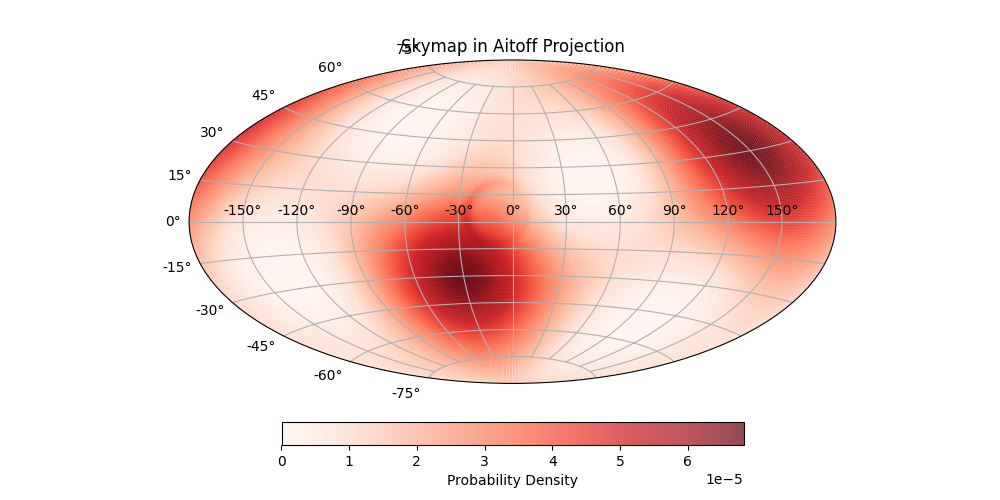 Skymap in Aitoff Projection
75°
60°
45°
30°
15°
-150° -120° -90° -60° -30° 0° 30° 60° 90° 120° 150°
0°
-15°
-30°
-45°
-60°
-75°
0 1 2 3 4 5 6
1e−5
Probability Density